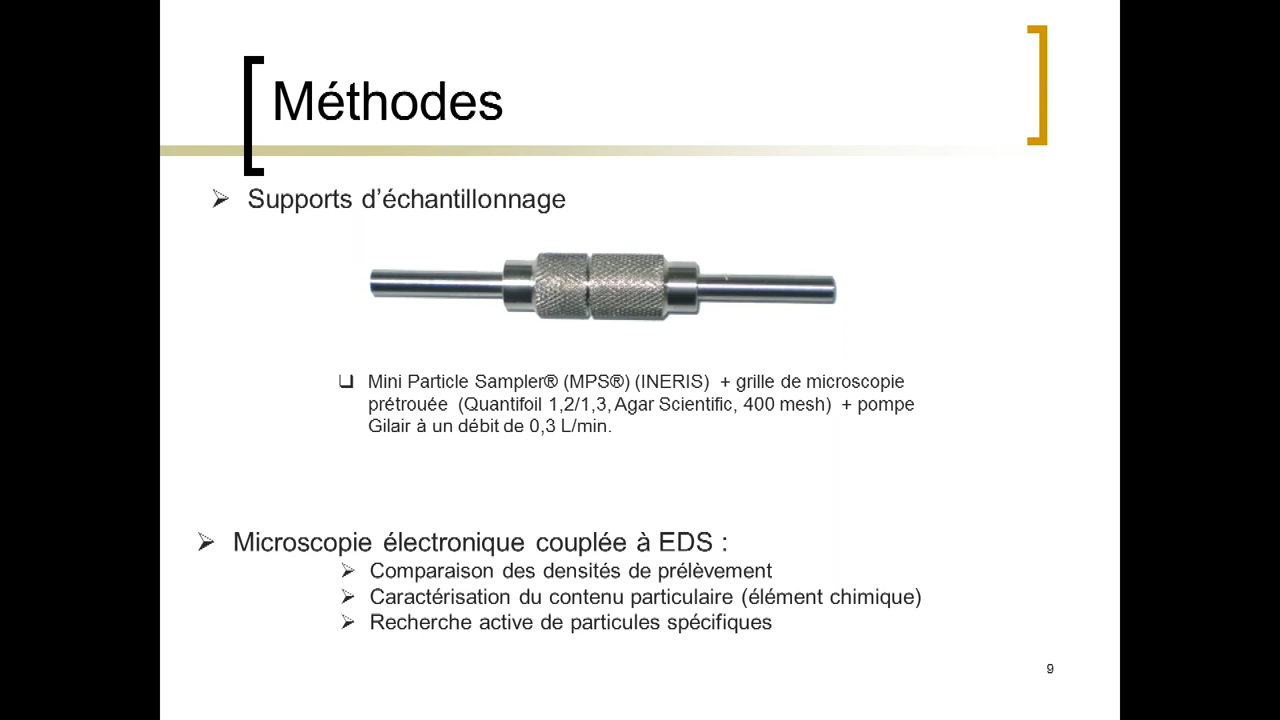 Méthodes
Supports d’échantillonnage
Mini Particle Sampler® (MPS®) (INERIS) + grille de microscopie
prétrouée (Quantifoil 1,2/1,3, Agar Scientific, 400 mesh) + pompe
Gilair à un débit de 0,3 L/min.
Microscopie électronique couplée à EDS :
Comparaison des densités de prélèvement
Caractérisation du contenu particulaire (élément chimique)
Recherche active de particules spécifiques
9